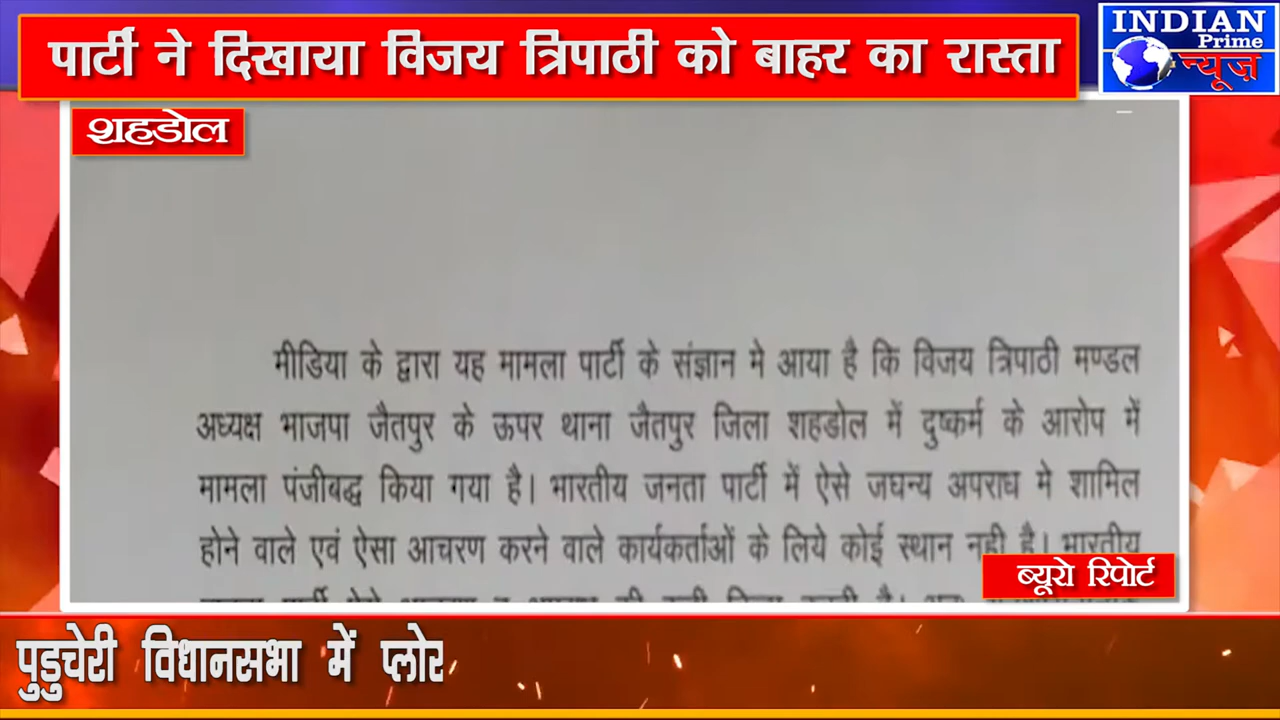 पार्टी ने दिखाया विजय त्रिपाठी को बाहर का रास्ता
INDIAN
Prime
न्यूज़
शहडोल
मीडिया के द्वारा यह मामला पार्टी के संज्ञान मे आया है कि विजय त्रिपाठी मण्डल
अध्यक्ष भाजपा जैतपुर के ऊपर थाना जैतपुर जिला शहडोल में दुष्कर्म के आरोप में
मामला पंजीबद्ध किया गया है। भारतीय जनता पार्टी में ऐसे जघन्य अपराध मे शामिल
होने वाले एवं ऐसा आचरण करने वाले कार्यकर्ताओं के लिये कोई स्थान नही है। भारतीय
ब्यूरो रिपोर्ट
पुडुचेरी विधानसभा में फ्लोर